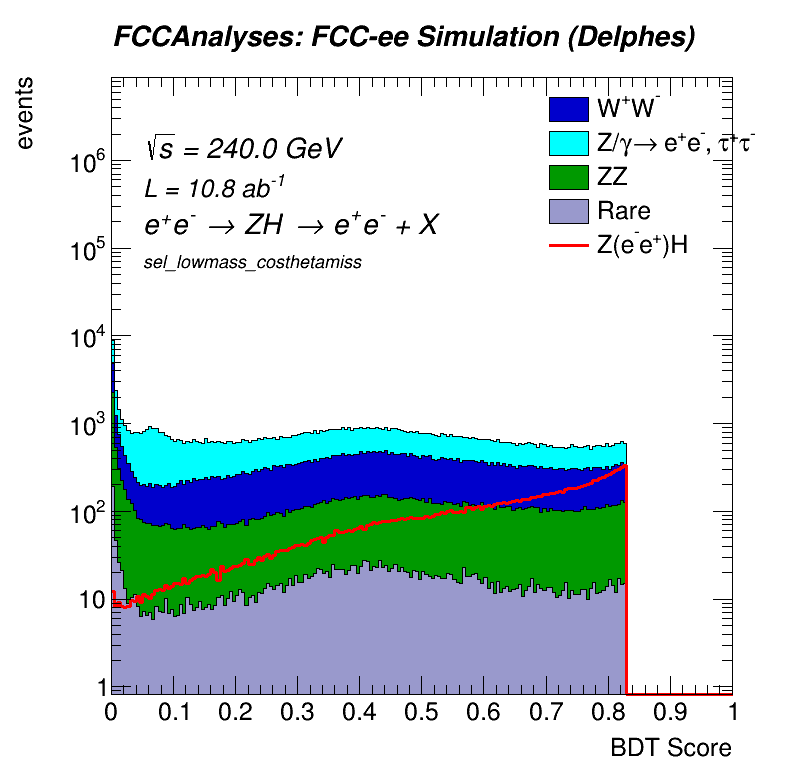 FCCAnalyses: FCC-ee Simulation (Delphes)
events
√s = 240.0 GeV
L = 10.8 ab⁻¹
e⁺e⁻ → ZH → e⁺e⁻ + X
sel_lowmass_costhetamiss
W⁺W⁻
Z/γ→ e⁺e⁻, τ⁺τ⁻
ZZ
Rare
Z(e⁻e⁺)H
10⁶
10⁵
10⁴
10³
10²
10
1
0 0.1 0.2 0.3 0.4 0.5 0.6 0.7 0.8 0.9 1
BDT Score